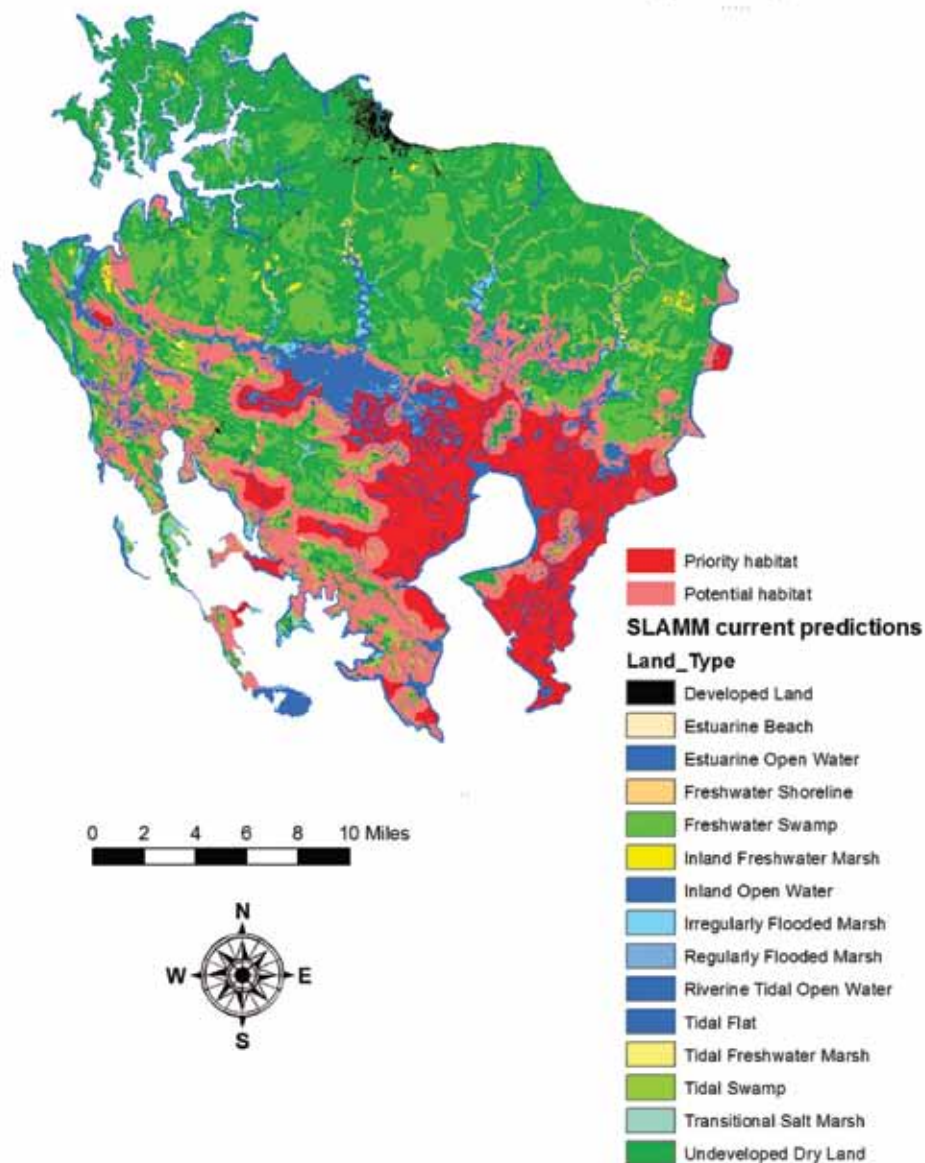 Priority habitat
Potential habitat
SLAMM current predictions
Land_Type
Developed Land
Estuarine Beach
Estuarine Open Water
Freshwater Shoreline
Freshwater Swamp
Inland Freshwater Marsh
Inland Open Water
Irregularly Flooded Marsh
Regularly Flooded Marsh
Riverine Tidal Open Water
Tidal Flat
Tidal Freshwater Marsh
Tidal Swamp
Transitional Salt Marsh
Undeveloped Dry Land
0 2 4 6 8 10 Miles
N
W E
S